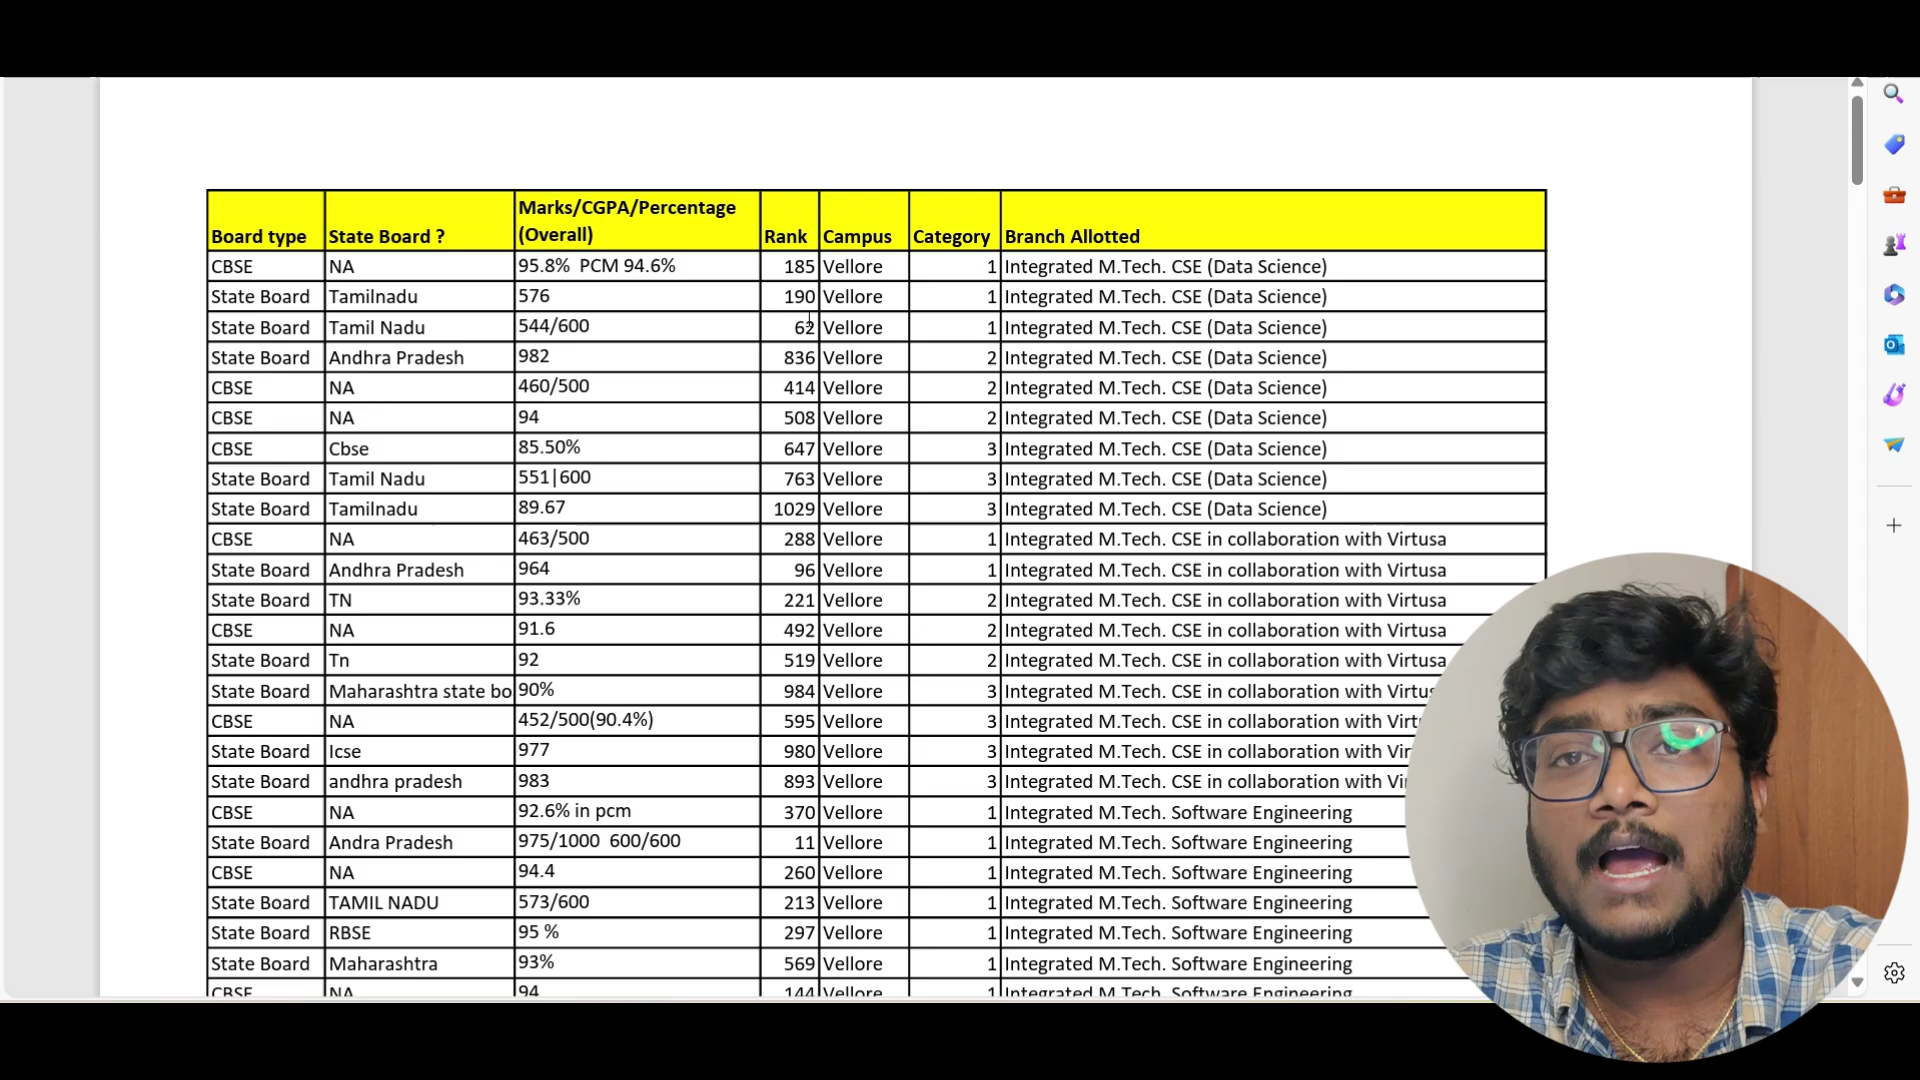 Board type State Board ? Marks/CGPA/Percentage (Overall) Rank Campus Category Branch Allotted
CBSE NA 95.8%  PCM 94.6% 185 Vellore 1 Integrated M.Tech. CSE (Data Science)
State Board Tamilnadu 576 190 Vellore 1 Integrated M.Tech. CSE (Data Science)
State Board Tamil Nadu 544/600 62 Vellore 1 Integrated M.Tech. CSE (Data Science)
State Board Andhra Pradesh 982 836 Vellore 2 Integrated M.Tech. CSE (Data Science)
CBSE NA 460/500 414 Vellore 2 Integrated M.Tech. CSE (Data Science)
CBSE NA 94 508 Vellore 2 Integrated M.Tech. CSE (Data Science)
CBSE Cbse 85.50% 647 Vellore 3 Integrated M.Tech. CSE (Data Science)
State Board Tamil Nadu 551|600 763 Vellore 3 Integrated M.Tech. CSE (Data Science)
State Board Tamilnadu 89.67 1029 Vellore 3 Integrated M.Tech. CSE (Data Science)
CBSE NA 463/500 288 Vellore 1 Integrated M.Tech. CSE in collaboration with Virtusa
State Board Andhra Pradesh 964 96 Vellore 1 Integrated M.Tech. CSE in collaboration with Virtusa
State Board TN 93.33% 221 Vellore 2 Integrated M.Tech. CSE in collaboration with Virtusa
CBSE NA 91.6 492 Vellore 2 Integrated M.Tech. CSE in collaboration with Virtusa
State Board Tn 92 519 Vellore 2 Integrated M.Tech. CSE in collaboration with Virtusa
State Board Maharashtra state bo 90% 984 Vellore 3 Integrated M.Tech. CSE in collaboration with Virtus
CBSE NA 452/500(90.4%) 595 Vellore 3 Integrated M.Tech. CSE in collaboration with Virt
State Board Icse 977 980 Vellore 3 Integrated M.Tech. CSE in collaboration with Vir
State Board andhra pradesh 983 893 Vellore 3 Integrated M.Tech. CSE in collaboration with Vi
CBSE NA 92.6% in pcm 370 Vellore 1 Integrated M.Tech. Software Engineering
State Board Andra Pradesh 975/1000  600/600 11 Vellore 1 Integrated M.Tech. Software Engineering
CBSE NA 94.4 260 Vellore 1 Integrated M.Tech. Software Engineering
State Board TAMIL NADU 573/600 213 Vellore 1 Integrated M.Tech. Software Engineering
State Board RBSE 95 % 297 Vellore 1 Integrated M.Tech. Software Engineering
State Board Maharashtra 93% 569 Vellore 1 Integrated M.Tech. Software Engineering
CBSE NA 94 144 Vellore 1 Integrated M.Tech. Software Engineering